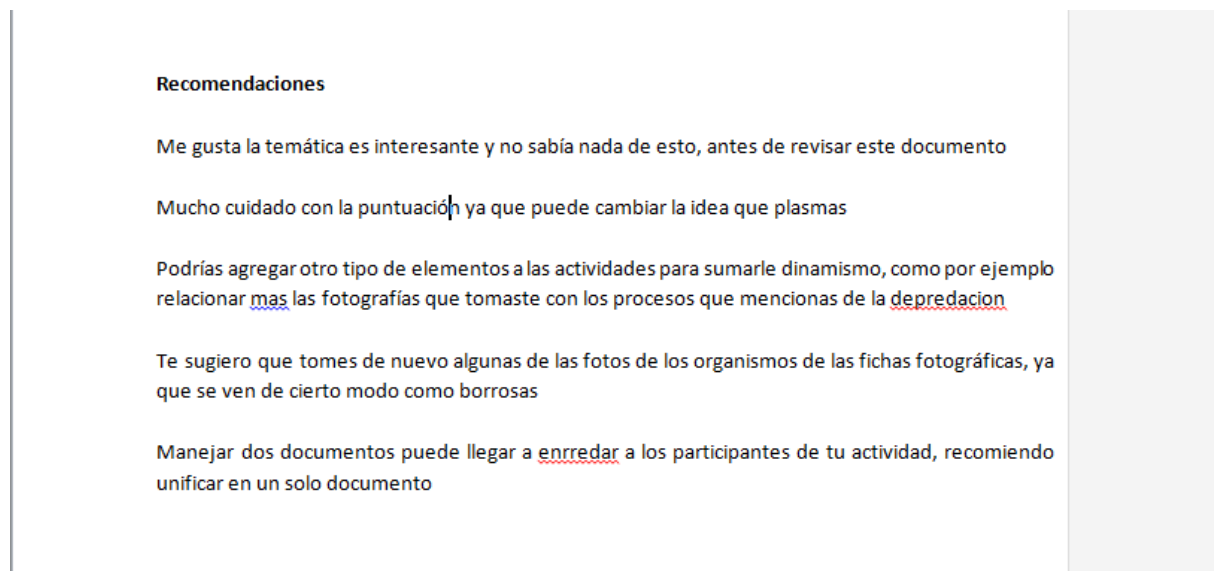 Recomendaciones
Me gusta la temática es interesante y no sabía nada de esto, antes de revisar este documento
Mucho cuidado con la puntuación ya que puede cambiar la idea que plasmas
Podrías agregar otro tipo de elementos a las actividades para sumarle dinamismo, como por ejemplo
relacionar mas las fotografías que tomaste con los procesos que mencionas de la depredacion
Te sugiero que tomes de nuevo algunas de las fotos de los organismos de las fichas fotográficas, ya
que se ven de cierto modo como borrosas
Manejar dos documentos puede llegar a enrredar a los participantes de tu actividad, recomiendo
unificar en un solo documento